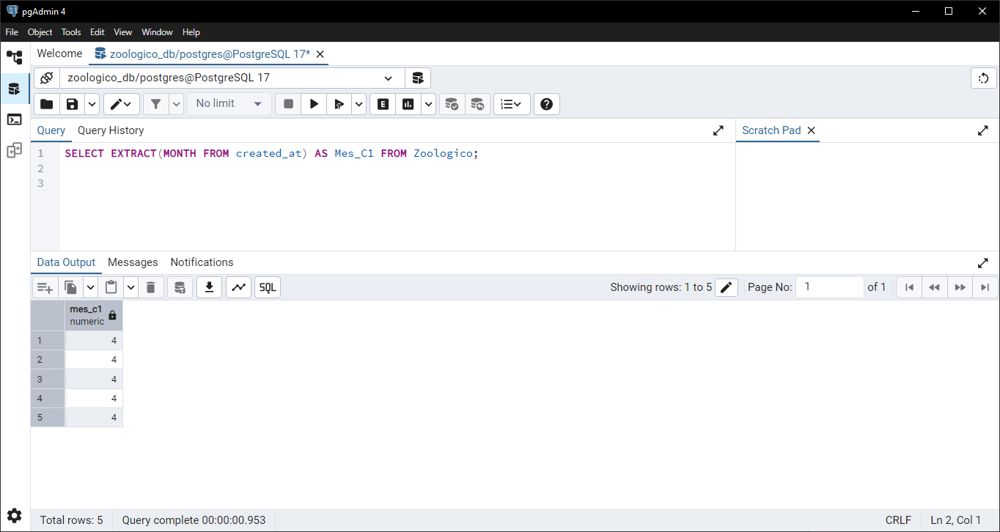 pgAdmin 4
File Object Tools Edit View Window Help
Welcome zoologico_db/postgres@PostgreSQL 17*
zoologico_db/postgres@PostgreSQL 17
No limit E
Query Query History Scratch Pad
1 SELECT EXTRACT(MONTH FROM created_at) AS Mes_C1 FROM Zoologico;
2
3
Data Output Messages Notifications
SQL Showing rows: 1 to 5 Page No: 1 of 1
mes_c1
numeric
1 4
2 4
3 4
4 4
5 4
Total rows: 5 Query complete 00:00:00.953 CRLF Ln 2, Col 1